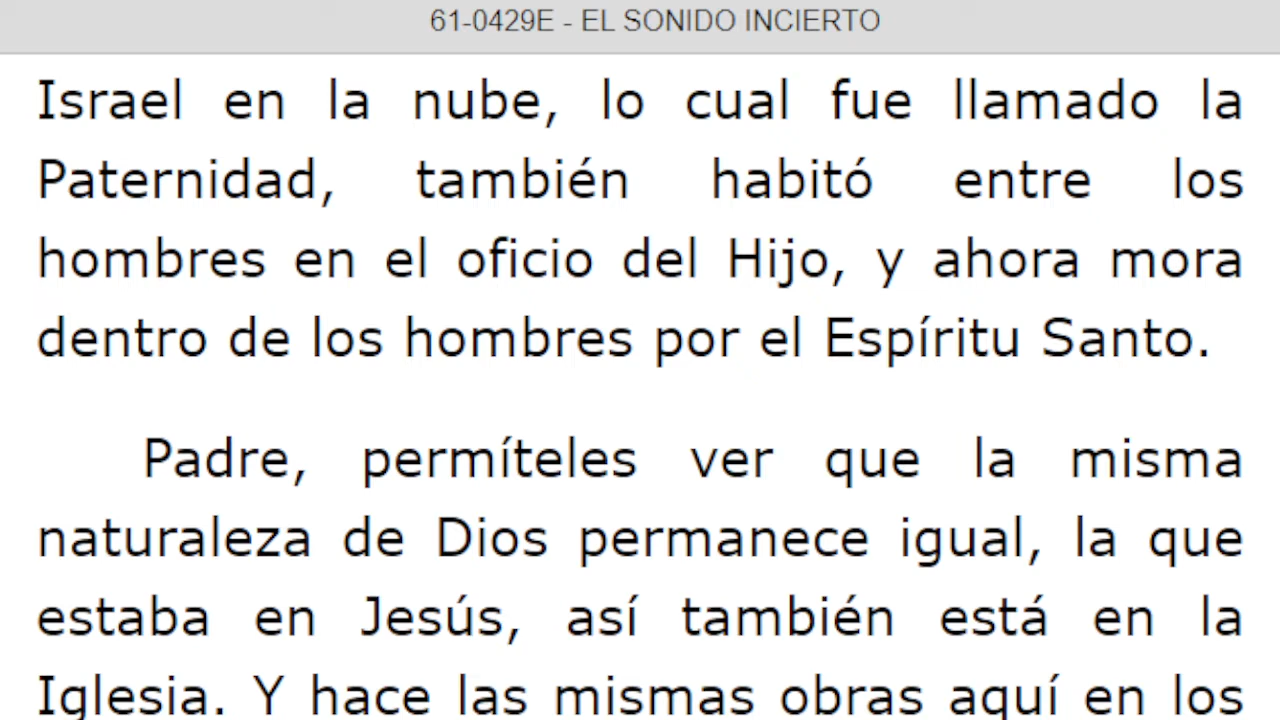 61-0429E - EL SONIDO INCIERTO
Israel en la nube, lo cual fue llamado la
Paternidad, también habitó entre los
hombres en el oficio del Hijo, y ahora mora
dentro de los hombres por el Espíritu Santo.
Padre, permíteles ver que la misma
naturaleza de Dios permanece igual, la que
estaba en Jesús, así también está en la
Iglesia. Y hace las mismas obras aquí en los